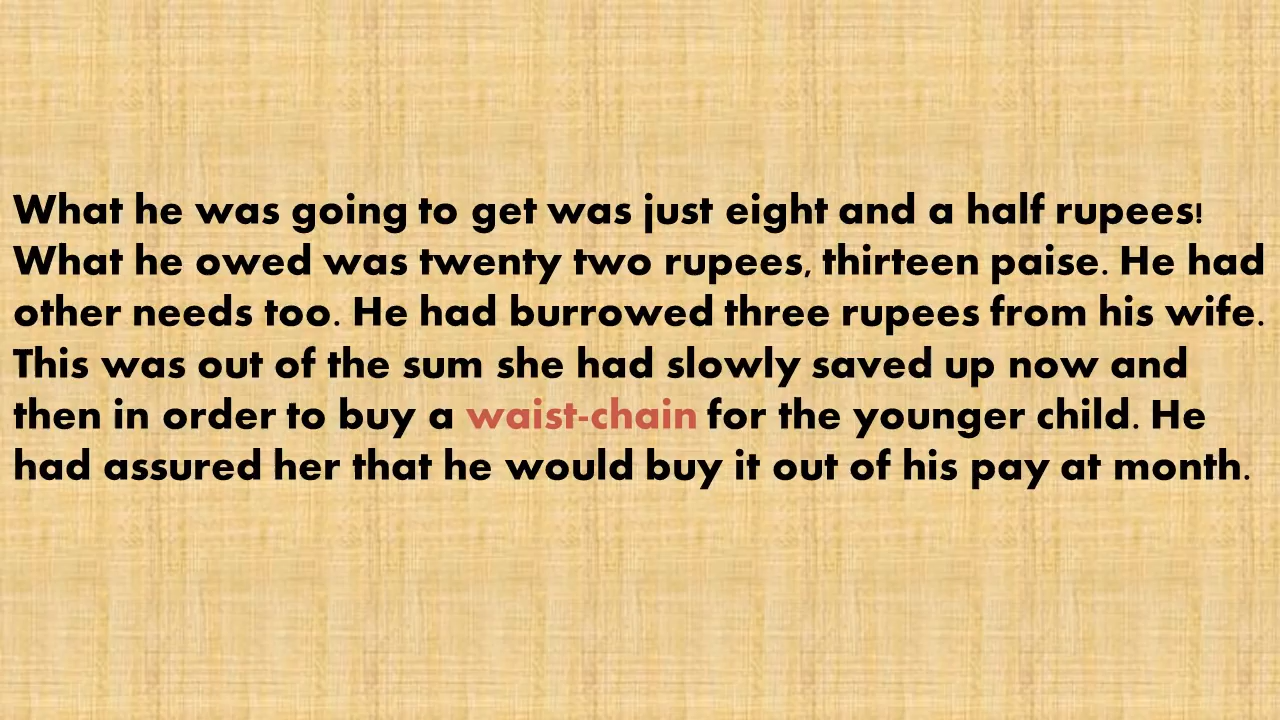 What he was going to get was just eight and a half rupees!
What he owed was twenty two rupees, thirteen paise. He had
other needs too. He had burrowed three rupees from his wife.
This was out of the sum she had slowly saved up now and
then in order to buy a waist-chain for the younger child. He
had assured her that he would buy it out of his pay at month.